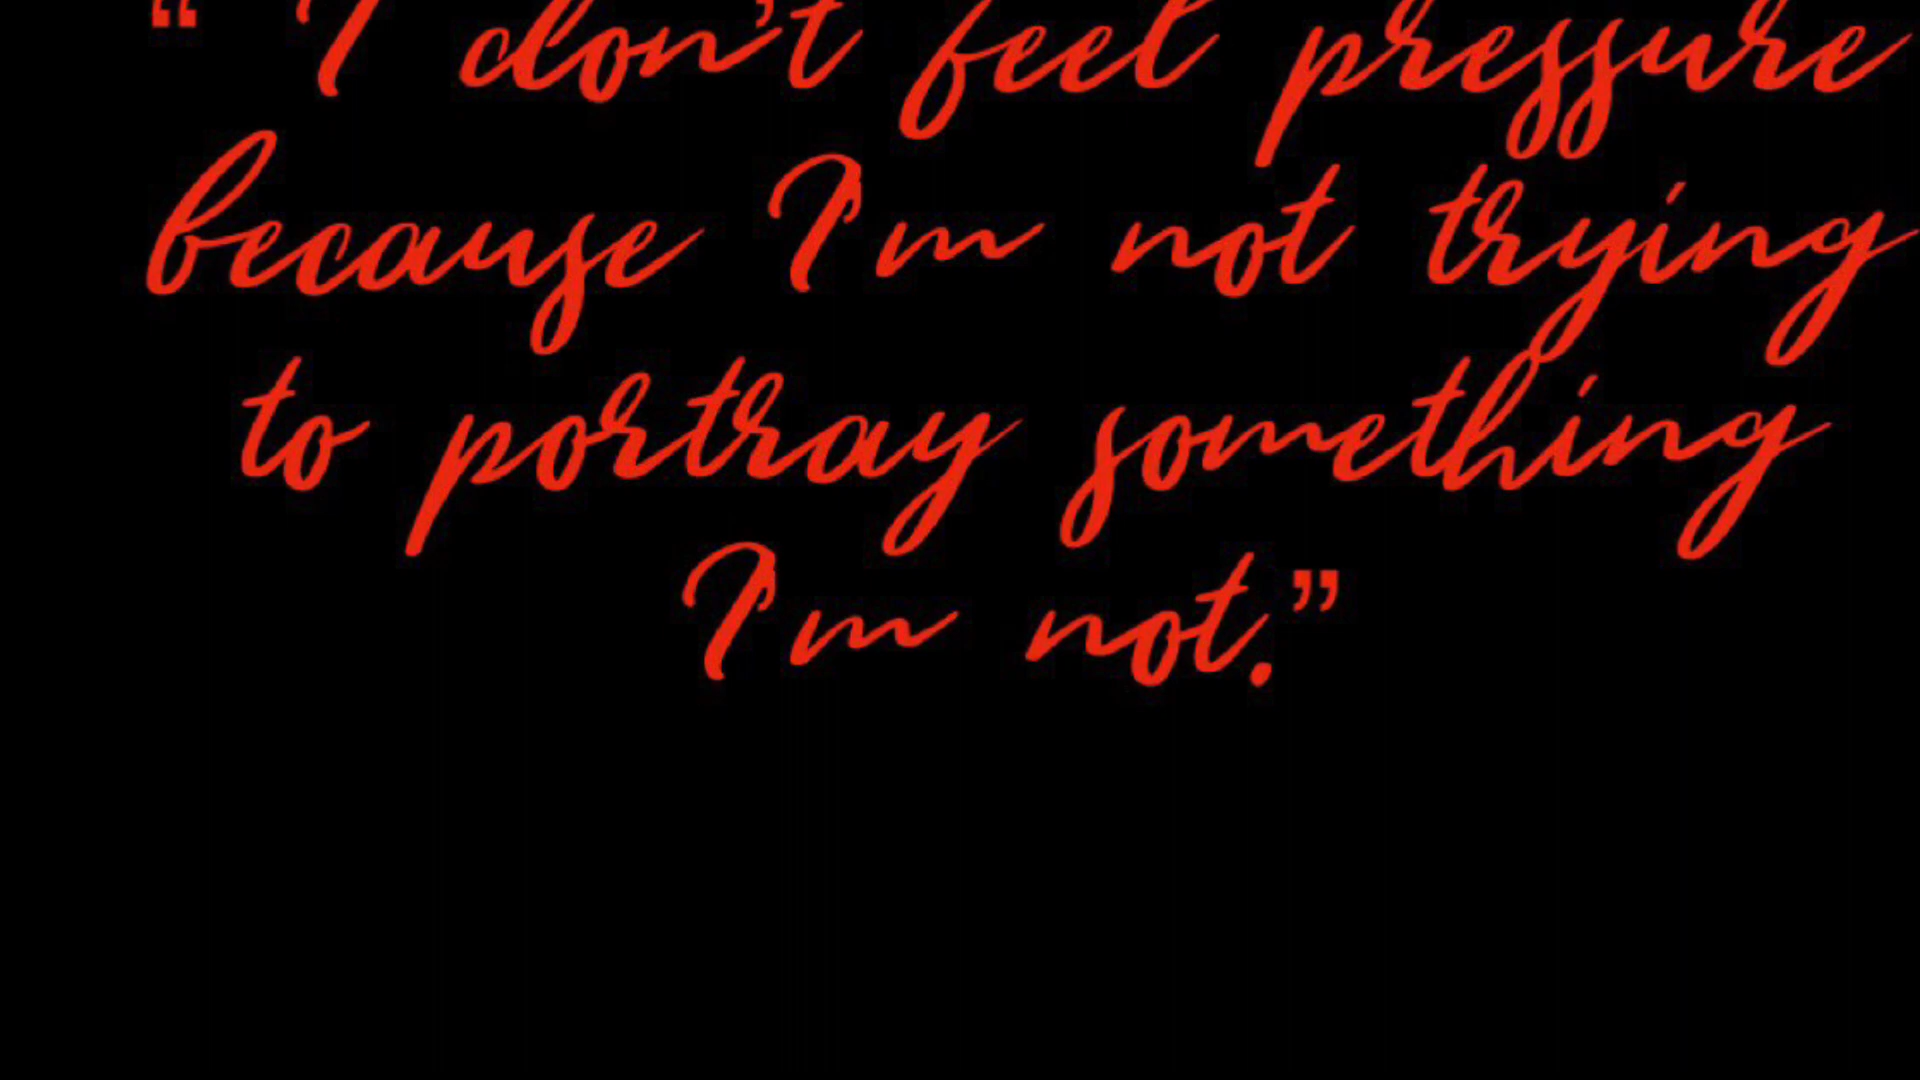 “ I don’t feel pressure
because I’m not trying
to portray something
I’m not.”